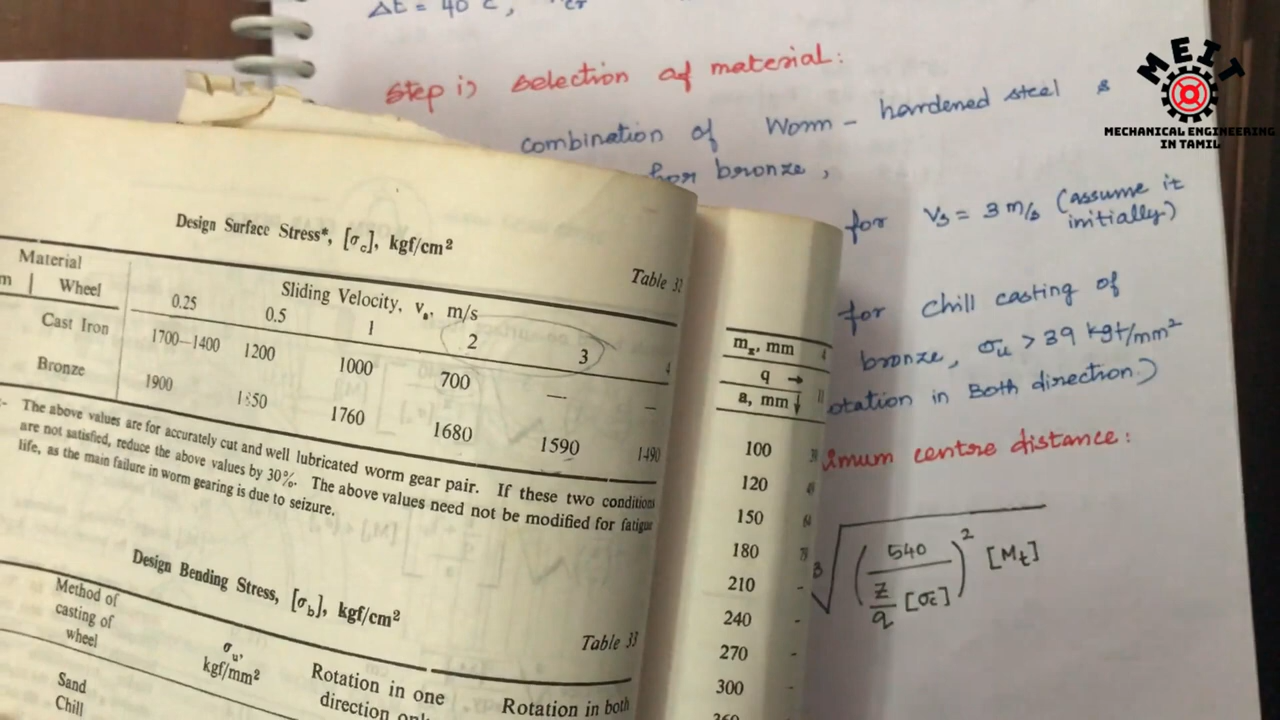 Δt = 40°c,
Step i) selection of material:
combination of Worm - hardened steel &
bronze,
for Vs = 3 m/s (assume it
initially)
for chill casting of
bronze, σu > 39 kgf/mm²
otation in Both direction.)
imum centre distance:
3√(540 / (z/q [σc]))² [Mt]
MEIT
MECHANICAL ENGINEERING
IN TAMIL
Design Surface Stress*, [σc], kgf/cm²
Table 32
Material
Wheel
Sliding Velocity, vs, m/s
0.25 0.5 1 2 3 4
Cast Iron 1700–1400 1200 1000 700 — —
Bronze 1900 1850 1760 1680 1590 1490
The above values are for accurately cut and well lubricated worm gear pair. If these two conditions
are not satisfied, reduce the above values by 30%. The above values need not be modified for fatigue
life, as the main failure in worm gearing is due to seizure.
Design Bending Stress, [σb], kgf/cm²
Table 33
Method of
casting of
wheel
σu,
kgf/mm²
Rotation in one
direction
Rotation in both
Sand
Chill
mx, mm
q →
a, mm ↓
100
120
150
180
210
240
270
300